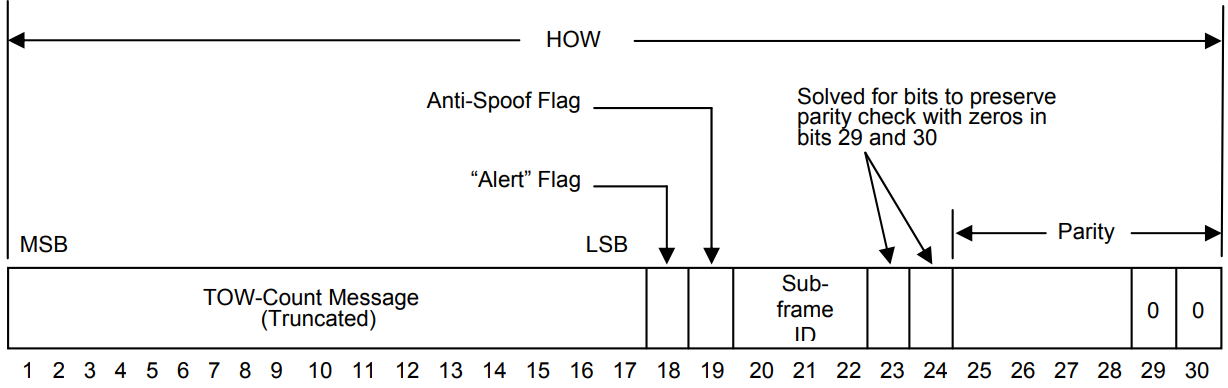 HOW
Anti-Spoof Flag
Solved for bits to preserve
parity check with zeros in
bits 29 and 30
“Alert” Flag
MSB
LSB
Parity
TOW-Count Message
(Truncated)
Sub-
frame
ID
0
0
1 2 3 4 5 6 7 8 9 10 11 12 13 14 15 16 17 18 19 20 21 22 23 24 25 26 27 28 29 30